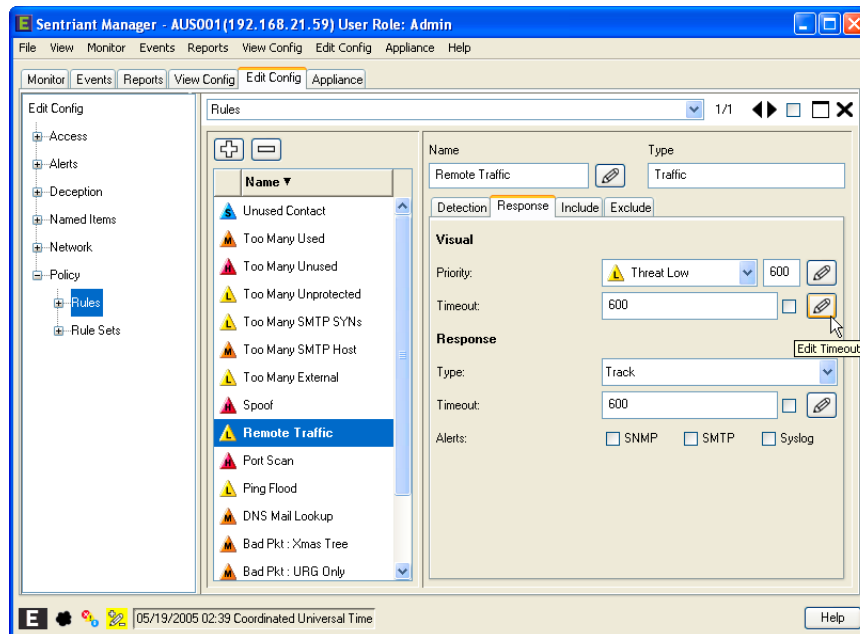 Sentriant Manager - AUS001(192.168.21.59) User Role: Admin
File View Monitor Events Reports View Config Edit Config Appliance Help
Monitor Events Reports View Config Edit Config Appliance
Edit Config
Access
Alerts
Deception
Named Items
Network
Policy
Rules
Rule Sets
Rules 1/1
Name ▼
S Unused Contact
M Too Many Used
H Too Many Unused
L Too Many Unprotected
L Too Many SMTP SYNs
M Too Many SMTP Host
L Too Many External
H Spoof
L Remote Traffic
H Port Scan
L Ping Flood
M DNS Mail Lookup
M Bad Pkt : Xmas Tree
M Bad Pkt : URG Only
Name Type
Remote Traffic Traffic
Detection Response Include Exclude
Visual
Priority: L Threat Low 600
Timeout: 600
Edit Timeout
Response
Type: Track
Timeout: 600
Alerts: SNMP SMTP Syslog
E 05/19/2005 02:39 Coordinated Universal Time Help